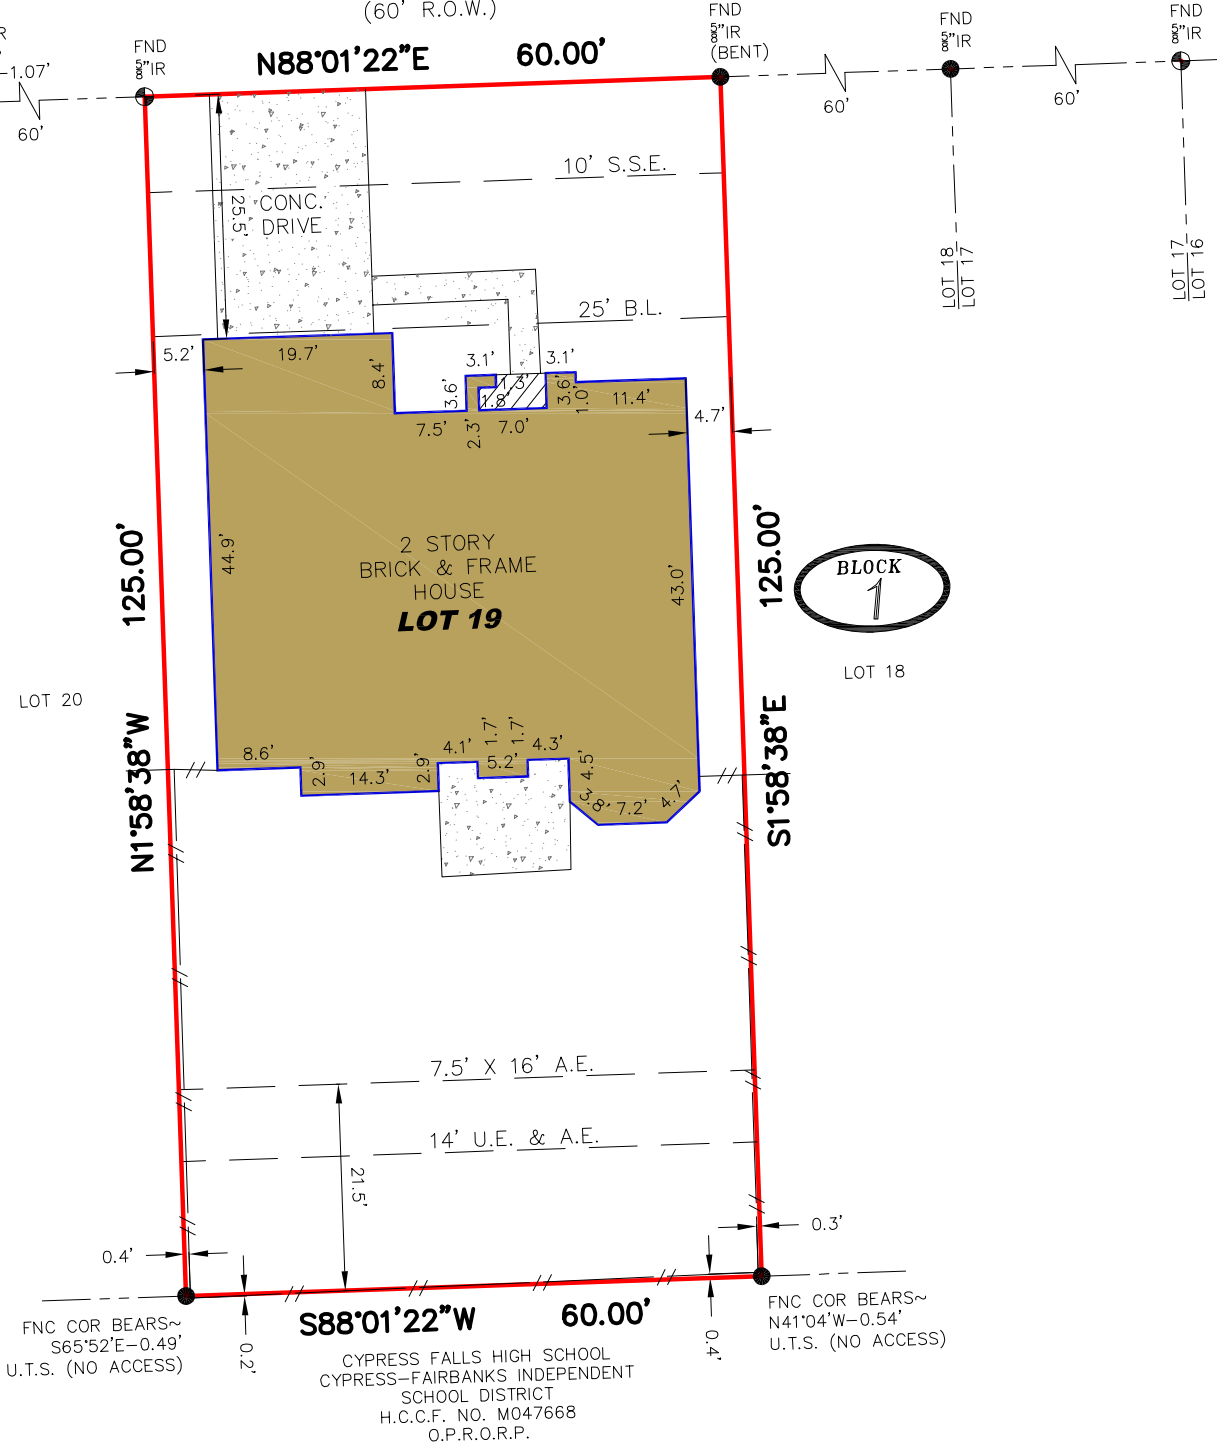 (60' R.O.W.)
FND
5/8"IR
(BENT)
FND
5/8"IR
FND
5/8"IR
FND
5/8"IR
-1.07'
60'
N88°01'22"E 60.00'
60'
60'
10' S.S.E.
CONC.
DRIVE
25.5'
LOT 18
LOT 17
LOT 17
LOT 16
25' B.L.
5.2'
19.7'
8.4'
3.1'
3.1'
1.3'
3.6'
1.8'
3.6'
1.0'
11.4'
4.7'
7.5'
2.3'
7.0'
125.00'
44.9'
2 STORY
BRICK & FRAME
HOUSE
LOT 19
43.0'
125.00'
BLOCK
1
LOT 20
LOT 18
N1°58'38"W
S1°58'38"E
8.6'
2.9'
14.3'
2.9'
4.1'
1.7'
1.7'
5.2'
4.3'
4.5'
3.8'
7.2'
4.7'
7.5' X 16' A.E.
14' U.E. & A.E.
21.5'
0.4'
0.3'
S88°01'22"W 60.00'
0.2'
0.4'
FNC COR BEARS~
S65°52'E-0.49'
U.T.S. (NO ACCESS)
FNC COR BEARS~
N41°04'W-0.54'
U.T.S. (NO ACCESS)
CYPRESS FALLS HIGH SCHOOL
CYPRESS-FAIRBANKS INDEPENDENT
SCHOOL DISTRICT
H.C.C.F. NO. M047668
O.P.R.O.R.P.